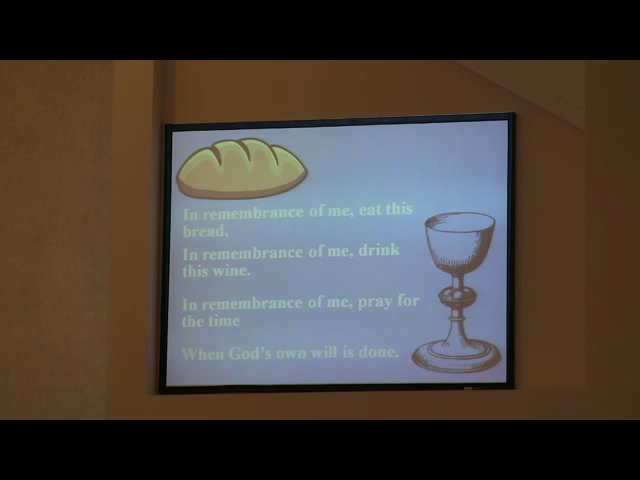 In remembrance of me, eat this
bread,
In remembrance of me, drink
this wine.
In remembrance of me, pray for
the time
When God's own will is done.